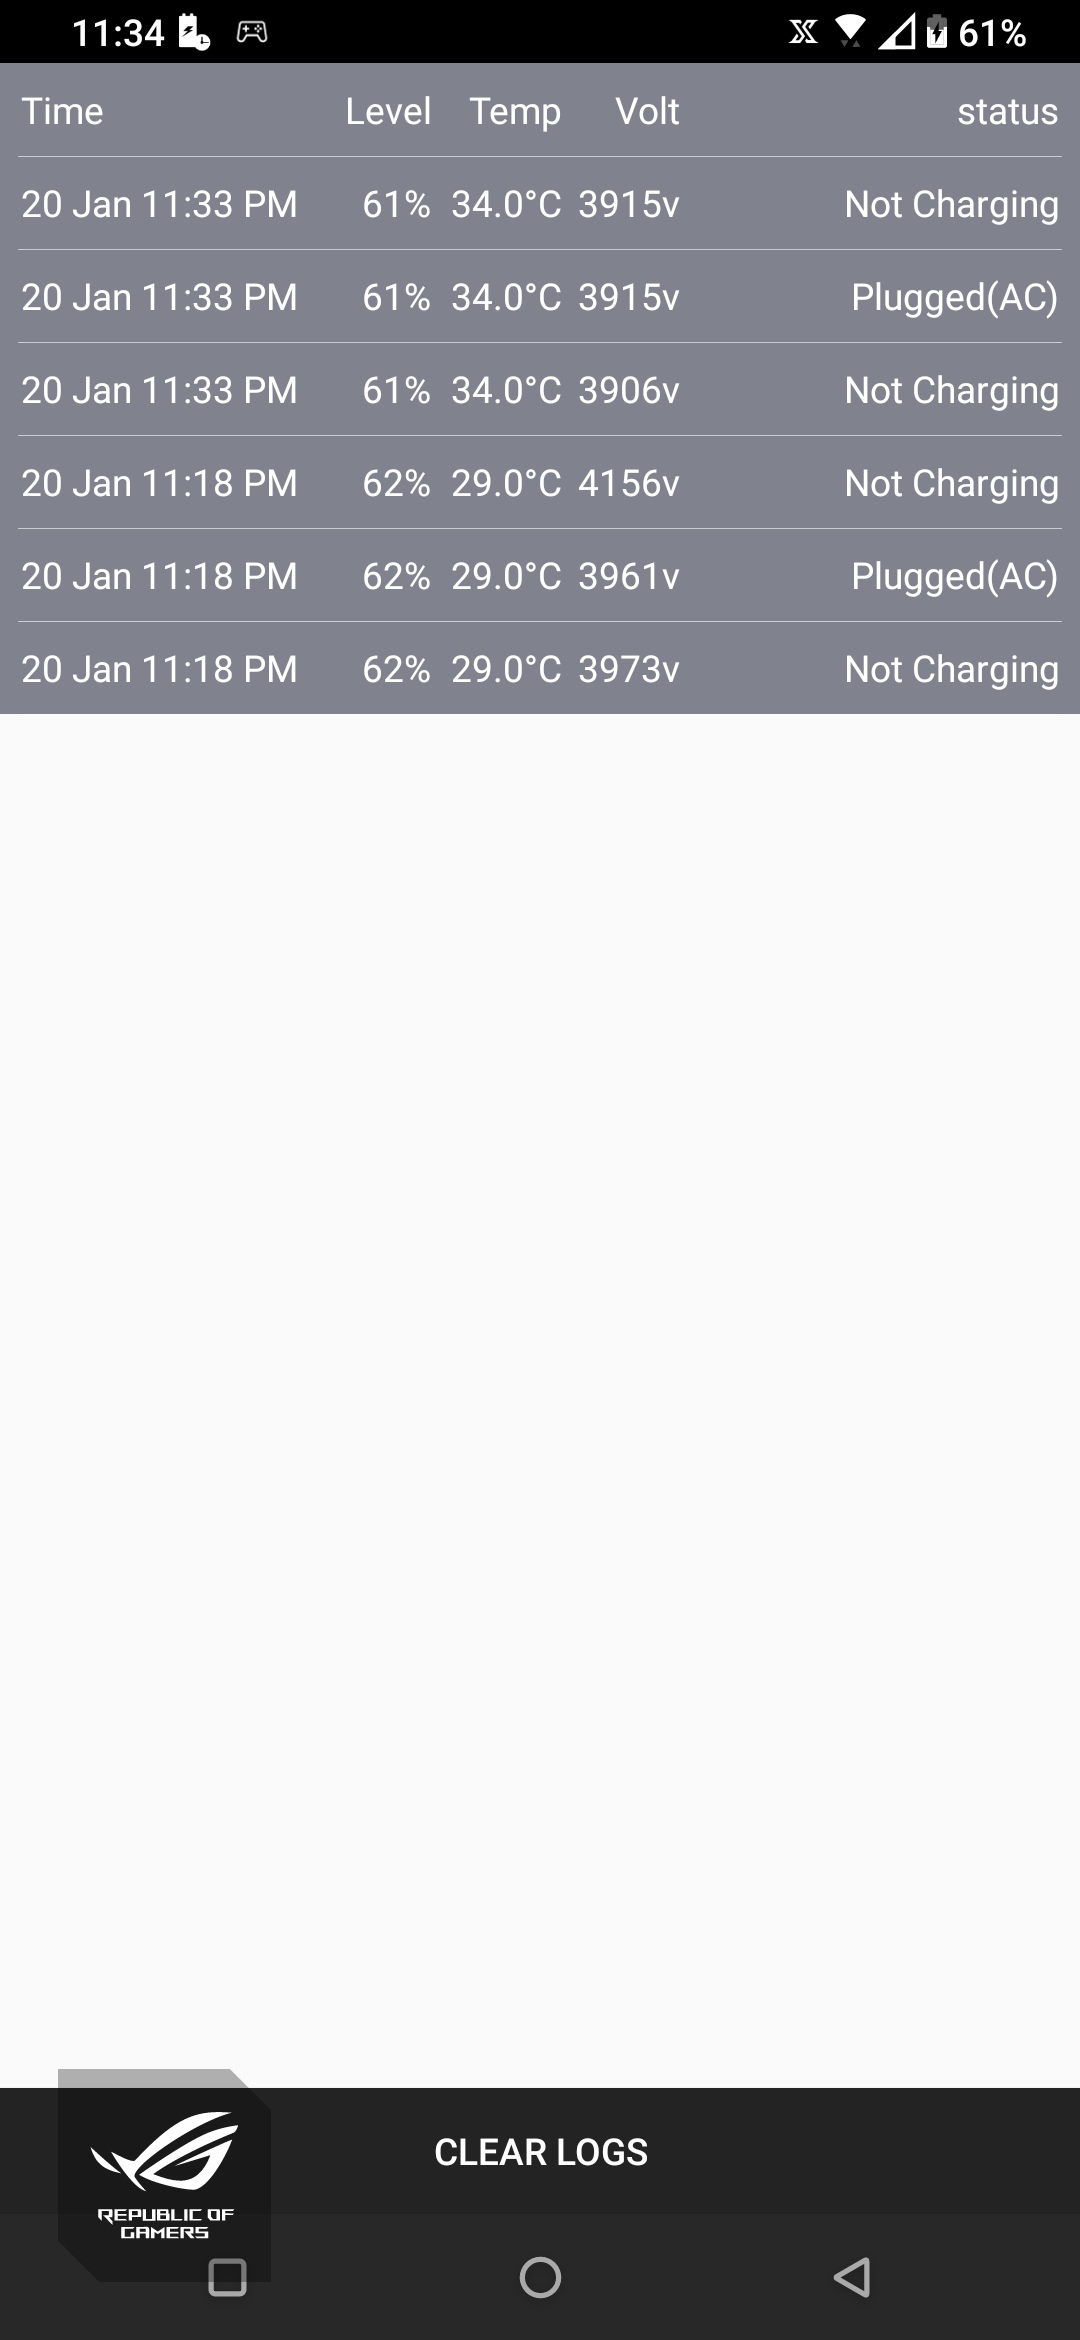 11:34 61%
Time Level Temp Volt status
20 Jan 11:33 PM 61% 34.0°C 3915v Not Charging
20 Jan 11:33 PM 61% 34.0°C 3915v Plugged(AC)
20 Jan 11:33 PM 61% 34.0°C 3906v Not Charging
20 Jan 11:18 PM 62% 29.0°C 4156v Not Charging
20 Jan 11:18 PM 62% 29.0°C 3961v Plugged(AC)
20 Jan 11:18 PM 62% 29.0°C 3973v Not Charging
CLEAR LOGS
REPUBLIC OF
GAMERS